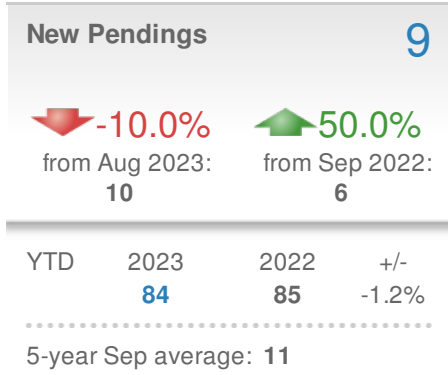 New Pendings 9
-10.0% 50.0%
from Aug 2023: from Sep 2022:
10 6
YTD 2023 2022 +/-
84 85 -1.2%
5-year Sep average: 11